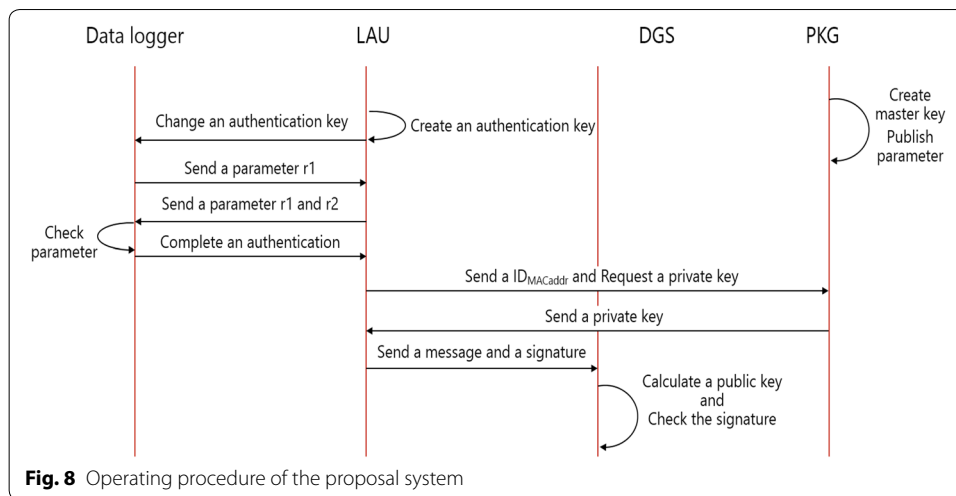 Data logger
LAU
DGS
PKG
Create
master key
Publish
parameter
Create an authentication key
Change an authentication key
Send a parameter r1
Send a parameter r1 and r2
Check
parameter
Complete an authentication
Send a ID_MACaddr and Request a private key
Send a private key
Send a message and a signature
Calculate a public key
and
Check the signature
Fig. 8 Operating procedure of the proposal system